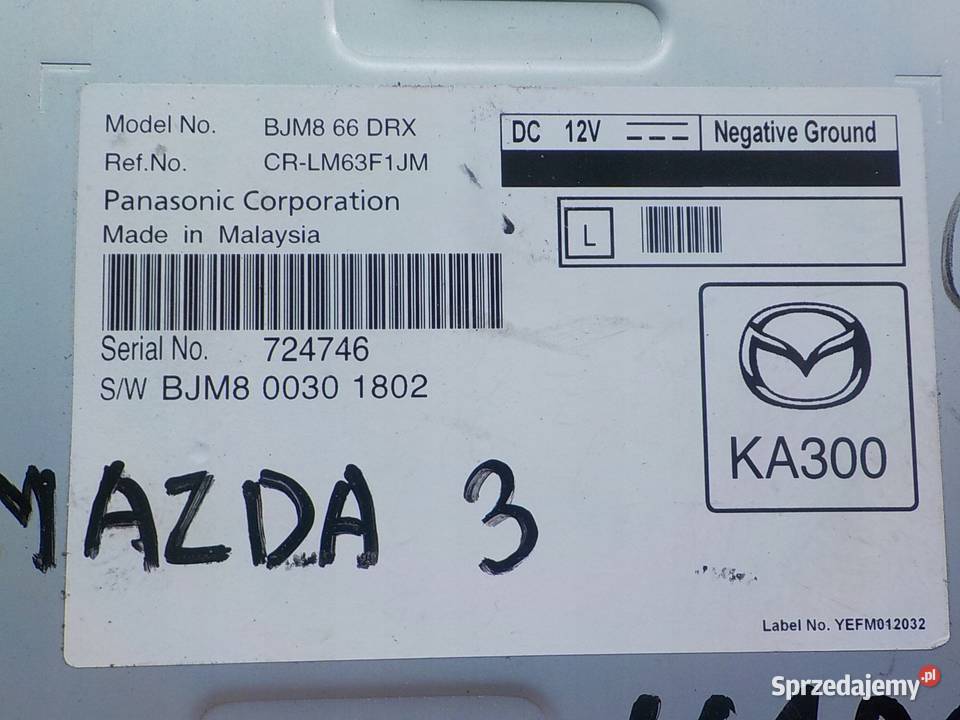 Model No. BJM8 66 DRX
Ref.No. CR-LM63F1JM
Panasonic Corporation
Made in Malaysia
DC 12V Negative Ground
L
Serial No. 724746
S/W BJM8 0030 1802
KA300
MAZDA 3
Label No. YEFM012032
Sprzedajemy.pl